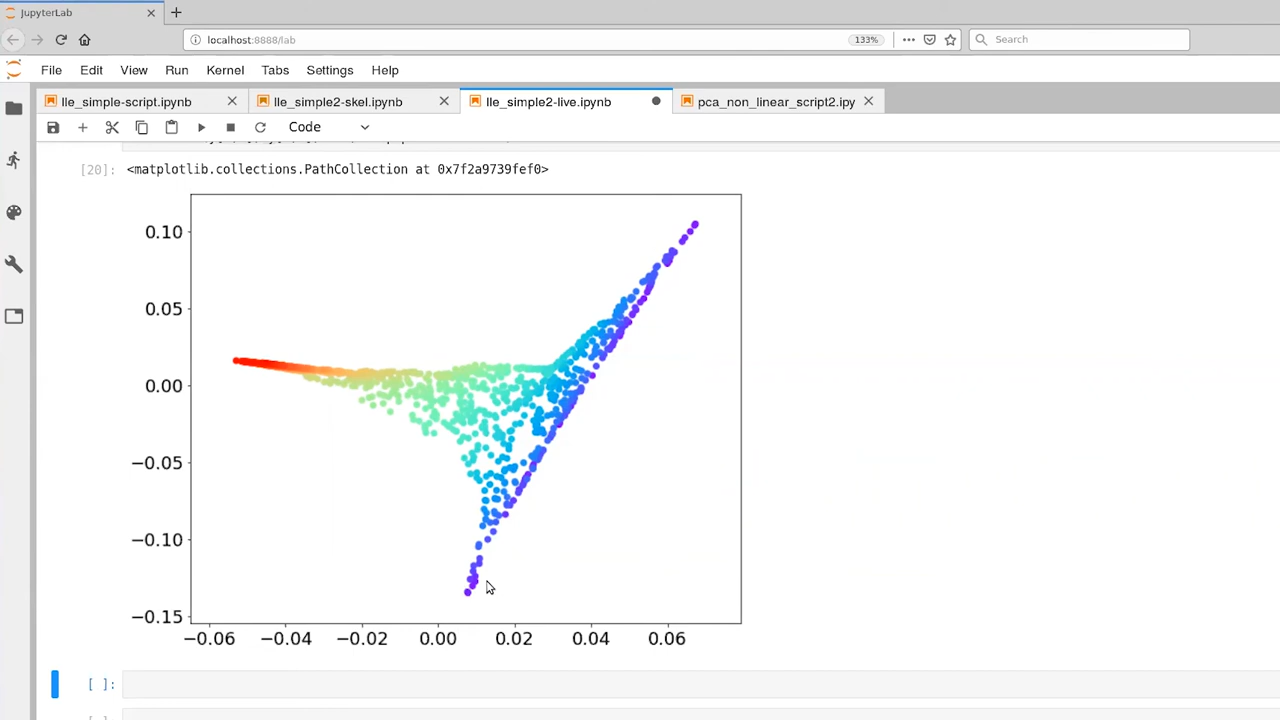 JupyterLab
localhost:8888/lab
133%
Search
File Edit View Run Kernel Tabs Settings Help
lle_simple-script.ipynb
lle_simple2-skel.ipynb
lle_simple2-live.ipynb
pca_non_linear_script2.ipy
Code
[20]: <matplotlib.collections.PathCollection at 0x7f2a9739fef0>
0.10
0.05
0.00
−0.05
−0.10
−0.15
−0.06 −0.04 −0.02 0.00 0.02 0.04 0.06
[ ]: